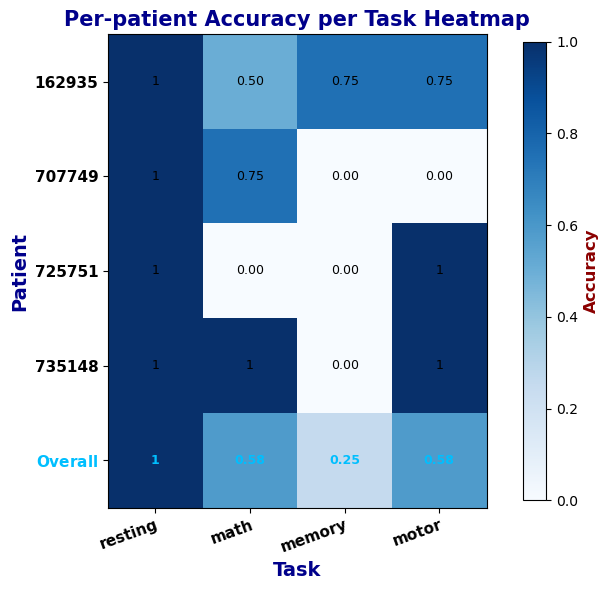 Per-patient Accuracy per Task Heatmap
162935 1 0.50 0.75 0.75
707749 1 0.75 0.00 0.00
725751 1 0.00 0.00 1
735148 1 1 0.00 1
Overall 1 0.25
resting math memory motor
Task
Patient
1.0
0.8
0.6
0.4
0.2
0.0
Accuracy